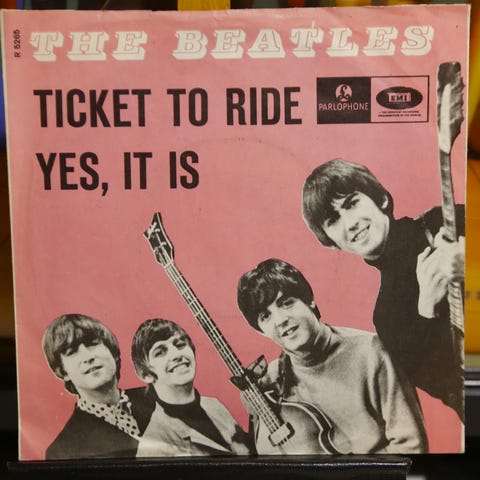 R 5265
THE BEATLES
TICKET TO RIDE
PARLOPHONE
EMI
YES, IT IS